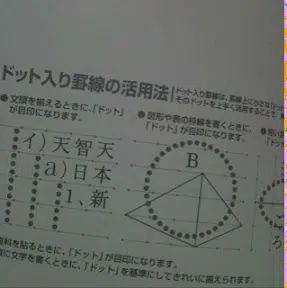 ドット入り罫線の活用法
ドット入り罫線は、罫線上に小さな
そのドットを上手く活用することで、
● 文頭を揃えるときに、「ドット」
が目印になります。
● 図形や表の枠線を書くときに、
「ドット」が目印になります。
イ) 天智天
a) 日本
1、新
B
料を貼るときに、「ドット」が目印になります。
に文字を書くときに、「ドット」を基準にしてきれいに揃えられます。